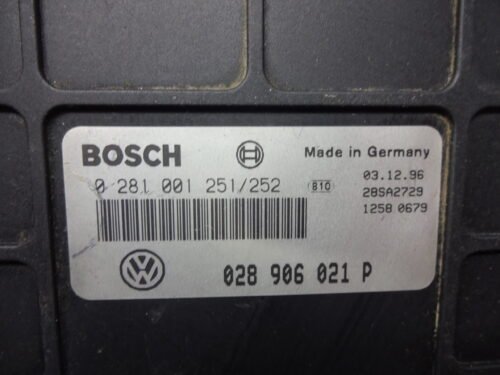 BOSCH
Made in Germany
0 281 001 251/252
B10
03.12.96
28SA2729
1258 0679
VW
028 906 021 P